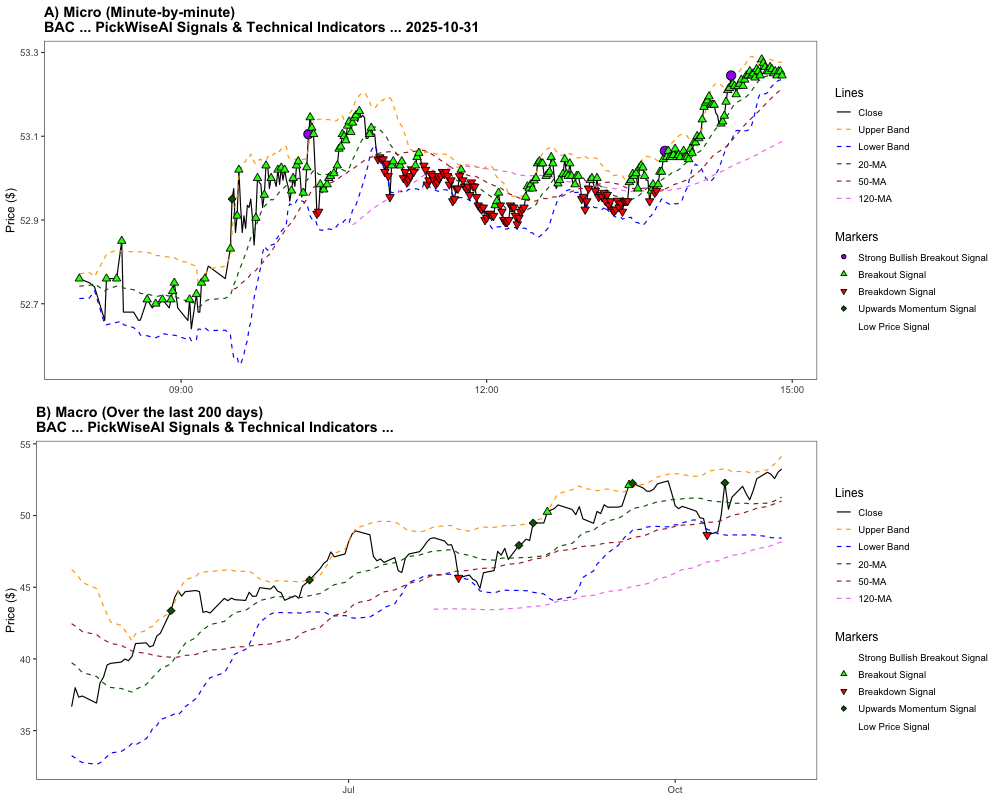 A) Micro (Minute-by-minute)
BAC ... PickWiseAI Signals & Technical Indicators ... 2025-10-31
53.3
53.1
52.9
52.7
Price ($)
09:00
12:00
15:00
Lines
Close
Upper Band
Lower Band
20-MA
50-MA
120-MA
Markers
Strong Bullish Breakout Signal
Breakout Signal
Breakdown Signal
Upwards Momentum Signal
Low Price Signal
B) Macro (Over the last 200 days)
BAC ... PickWiseAI Signals & Technical Indicators ...
55
50
45
40
35
Price ($)
Jul
Oct
Lines
Close
Upper Band
Lower Band
20-MA
50-MA
120-MA
Markers
Strong Bullish Breakout Signal
Breakout Signal
Breakdown Signal
Upwards Momentum Signal
Low Price Signal